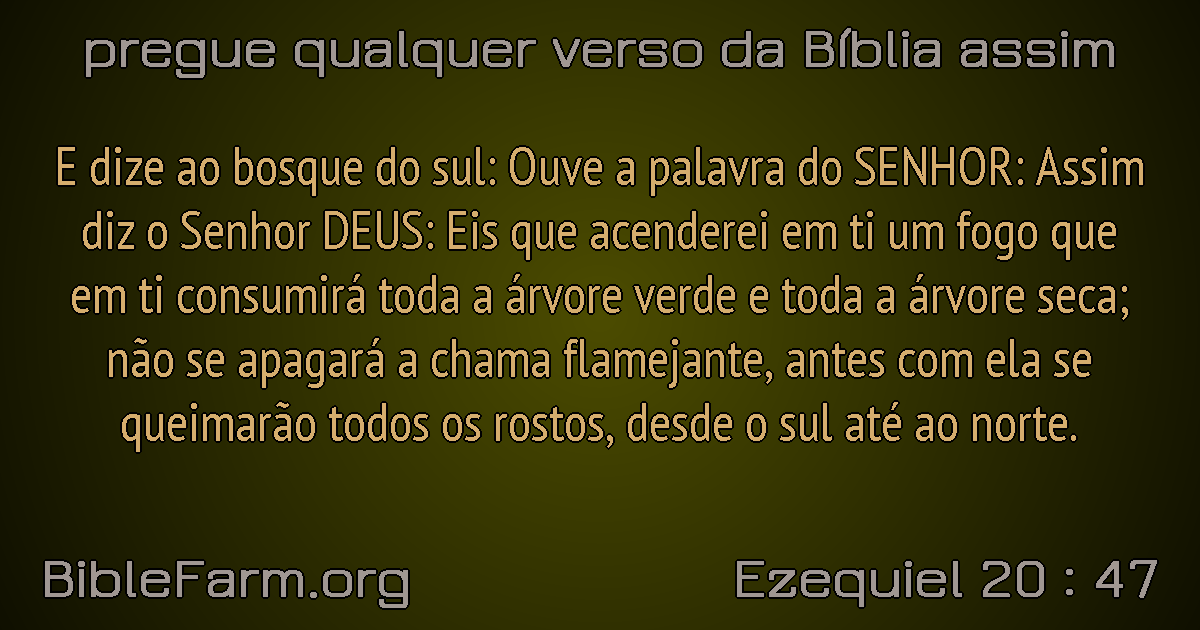 pregue qualquer verso da Bíblia assim
E dize ao bosque do sul: Ouve a palavra do SENHOR: Assim
diz o Senhor DEUS: Eis que acenderei em ti um fogo que
em ti consumirá toda a árvore verde e toda a árvore seca;
não se apagará a chama flamejante, antes com ela se
queimarão todos os rostos, desde o sul até ao norte.
BibleFarm.org
Ezequiel 20 : 47